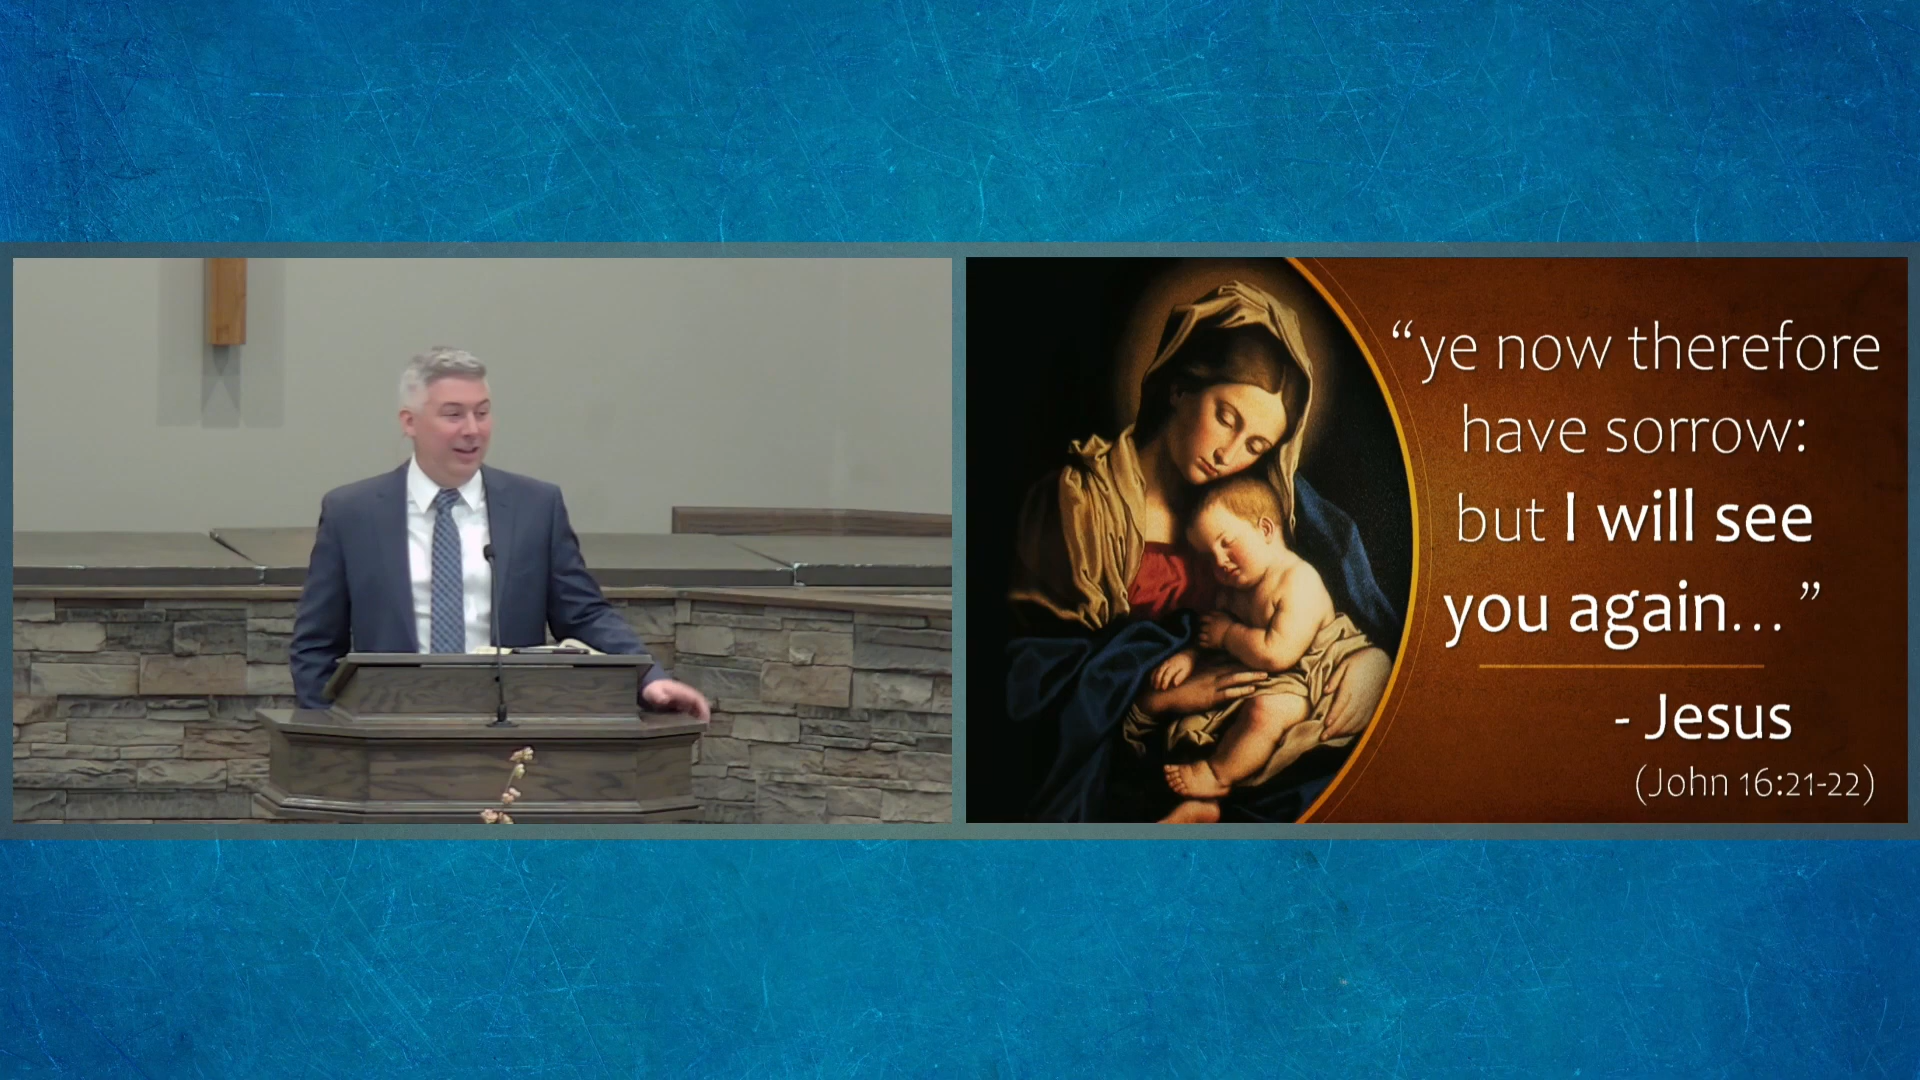 “ye now therefore
have sorrow:
but I will see
you again...”
- Jesus
(John 16:21-22)